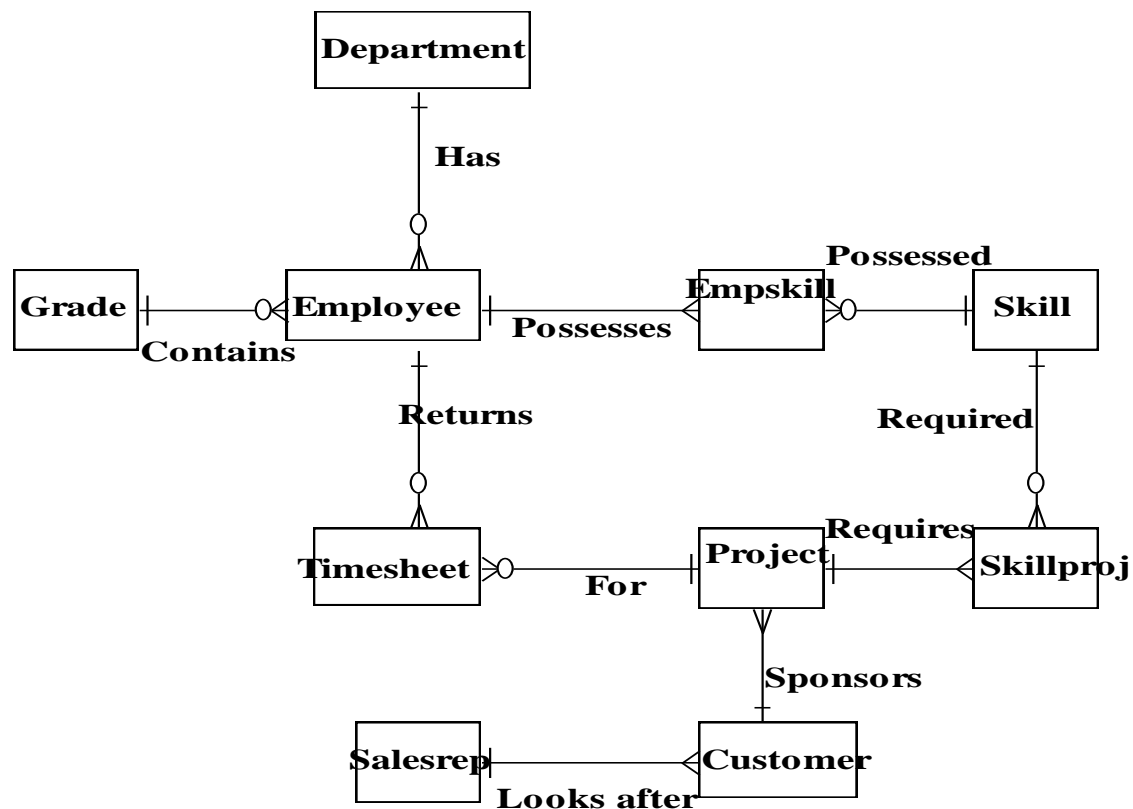 Department
Has
Possessed
Grade
Employee
Empskill
Skill
Possesses
Contains
Returns
Required
Requires
Timesheet
Project
Skillproj
For
Sponsors
Salesrep
Customer
Looks after